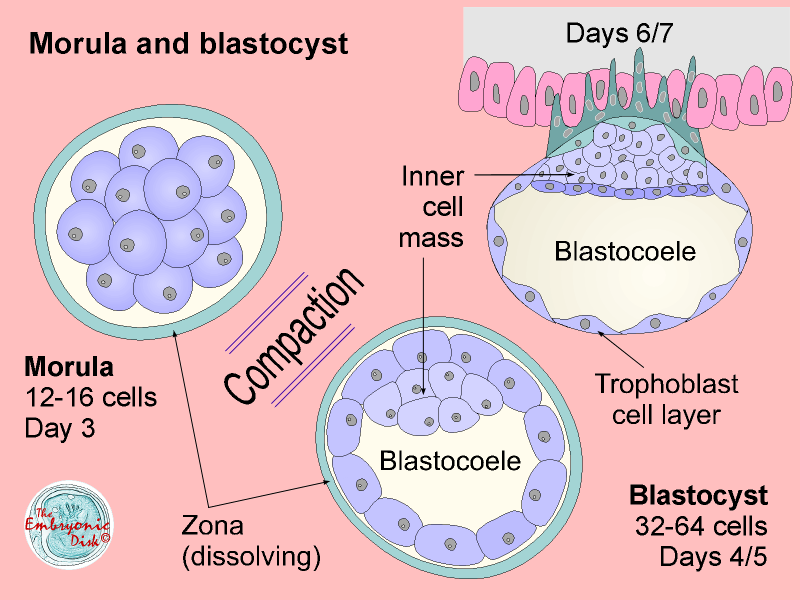 Morula and blastocyst
Days 6/7
Inner
cell
mass
Blastocoele
Compaction
Morula
12-16 cells
Day 3
Trophoblast
cell layer
Blastocoele
Zona
(dissolving)
Blastocyst
32-64 cells
Days 4/5
The
Embryonic
Disk©